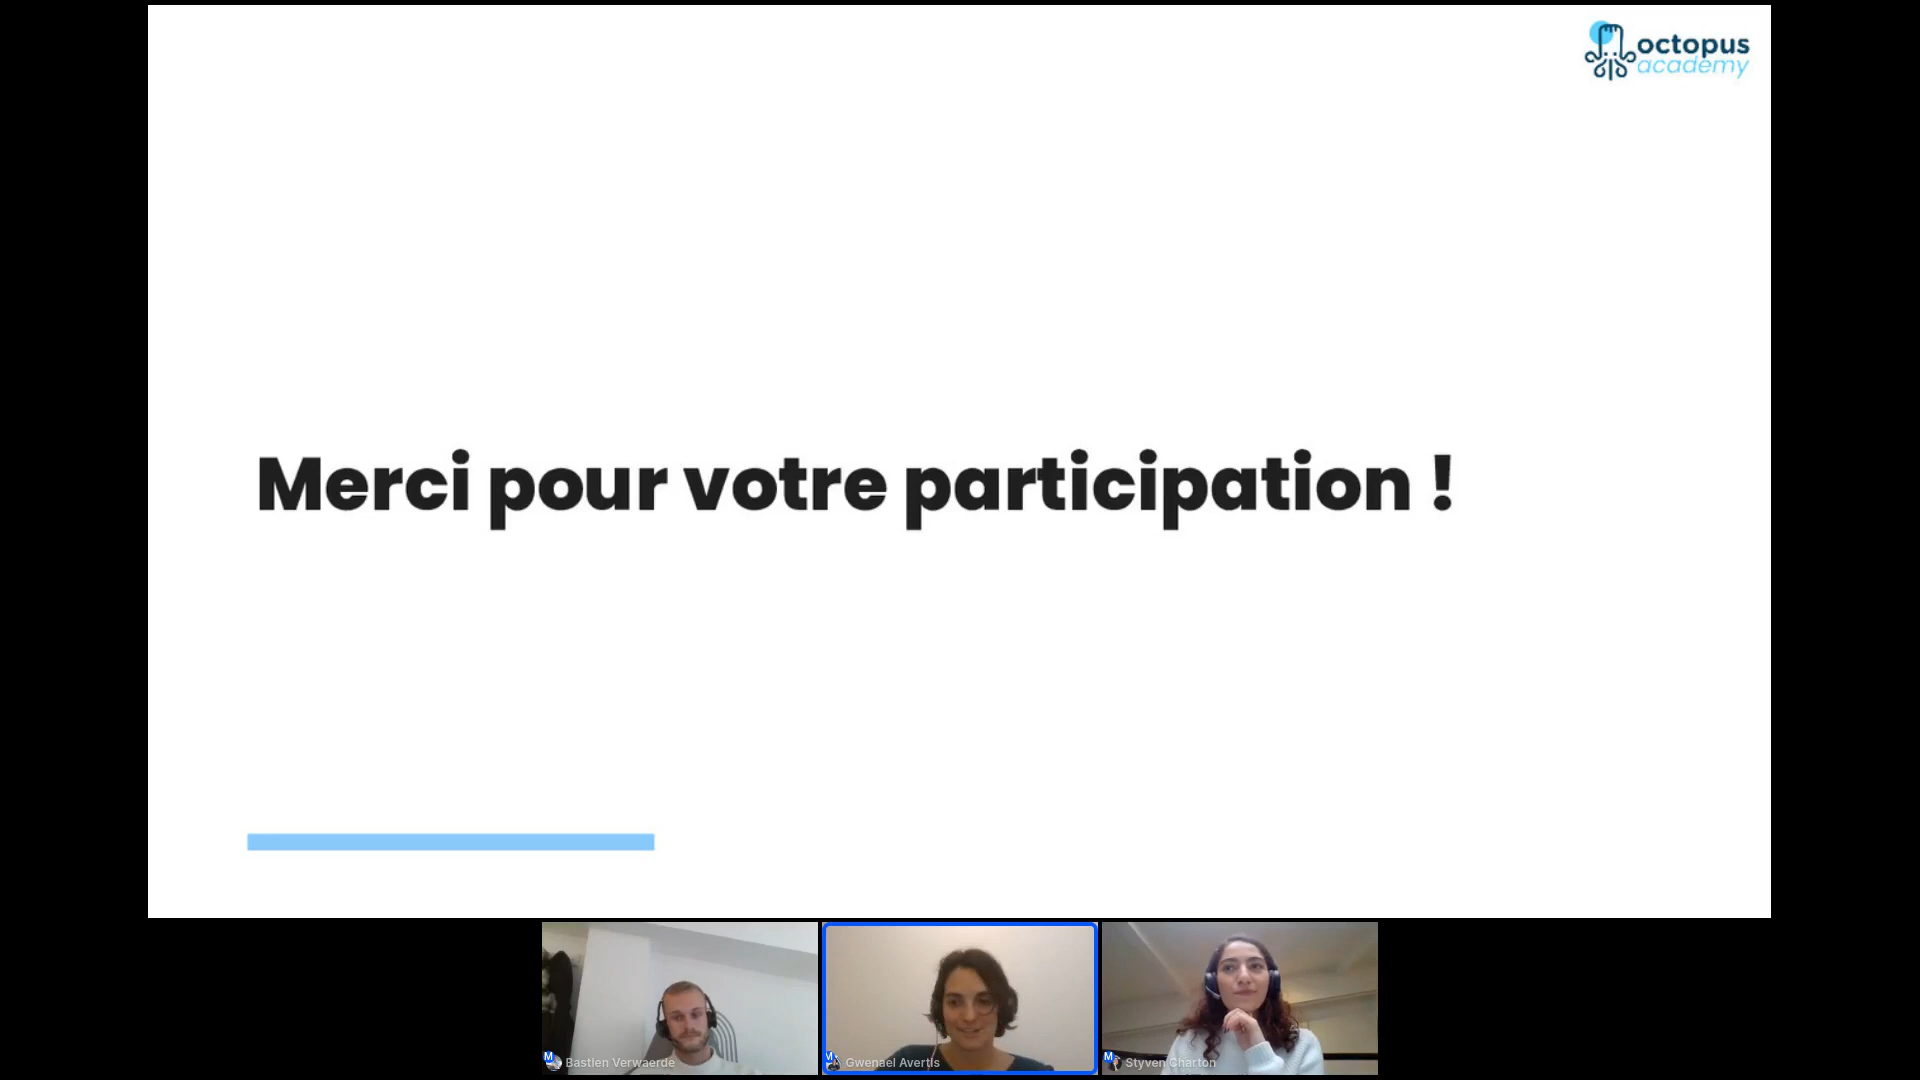 octopus
academy
Merci pour votre participation !
M
Bastien Verwaerde
M
Gwenael Avertis
M
Styven Charton